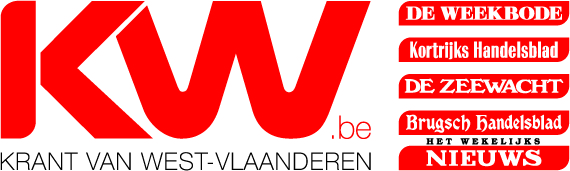 KW
.be
KRANT VAN WEST-VLAANDEREN
DE WEEKBODE
Kortrijks Handelsblad
DE ZEEWACHT
Brugsch Handelsblad
HET WEKELIJKS
NIEUWS